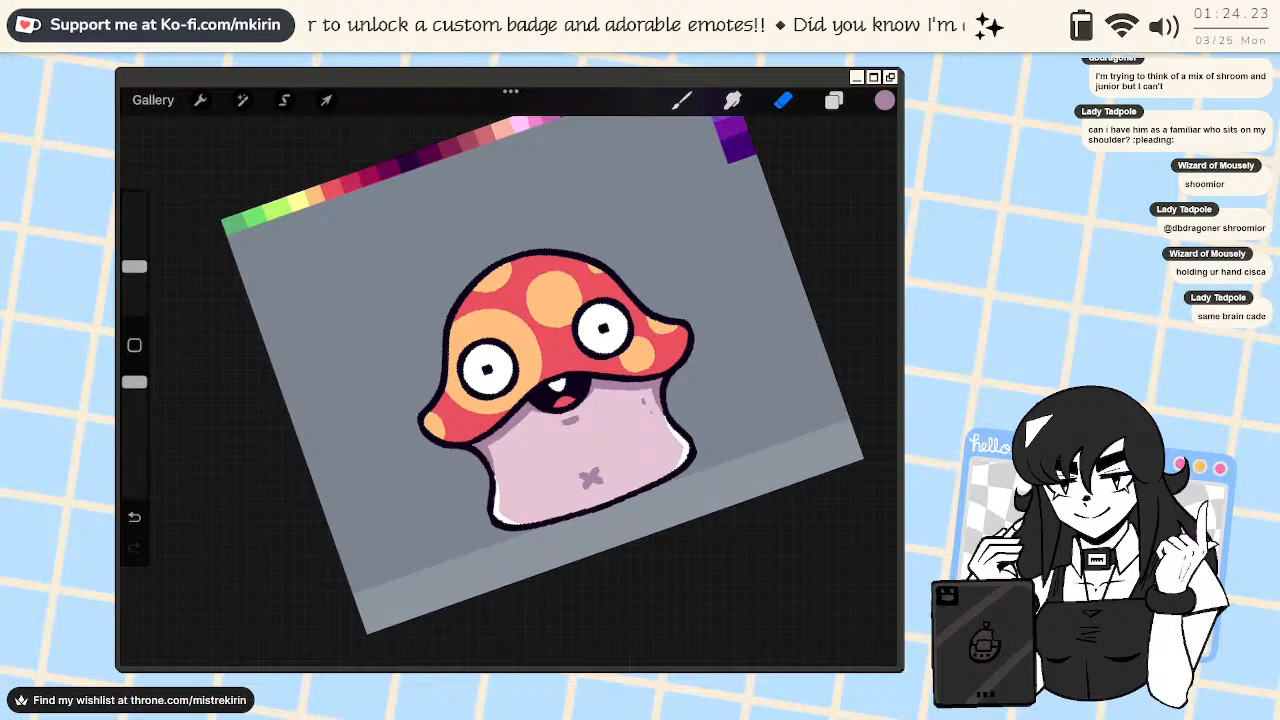 Support me at Ko-fi.com/mkirin
r to unlock a custom badge and adorable emotes!! ◆ Did you know I'm
01:24.23
03/25 Mon
dbdragoner
I'm trying to think of a mix of shroom and
junior but I can't
Lady Tadpole
can i have him as a familiar who sits on my
shoulder? :pleading:
Wizard of Mousely
shoomior
Lady Tadpole
@dbdragoner shroomior
Wizard of Mousely
holding ur hand cisca
Lady Tadpole
same brain cade
Gallery
hello
Find my wishlist at throne.com/mistrekirin